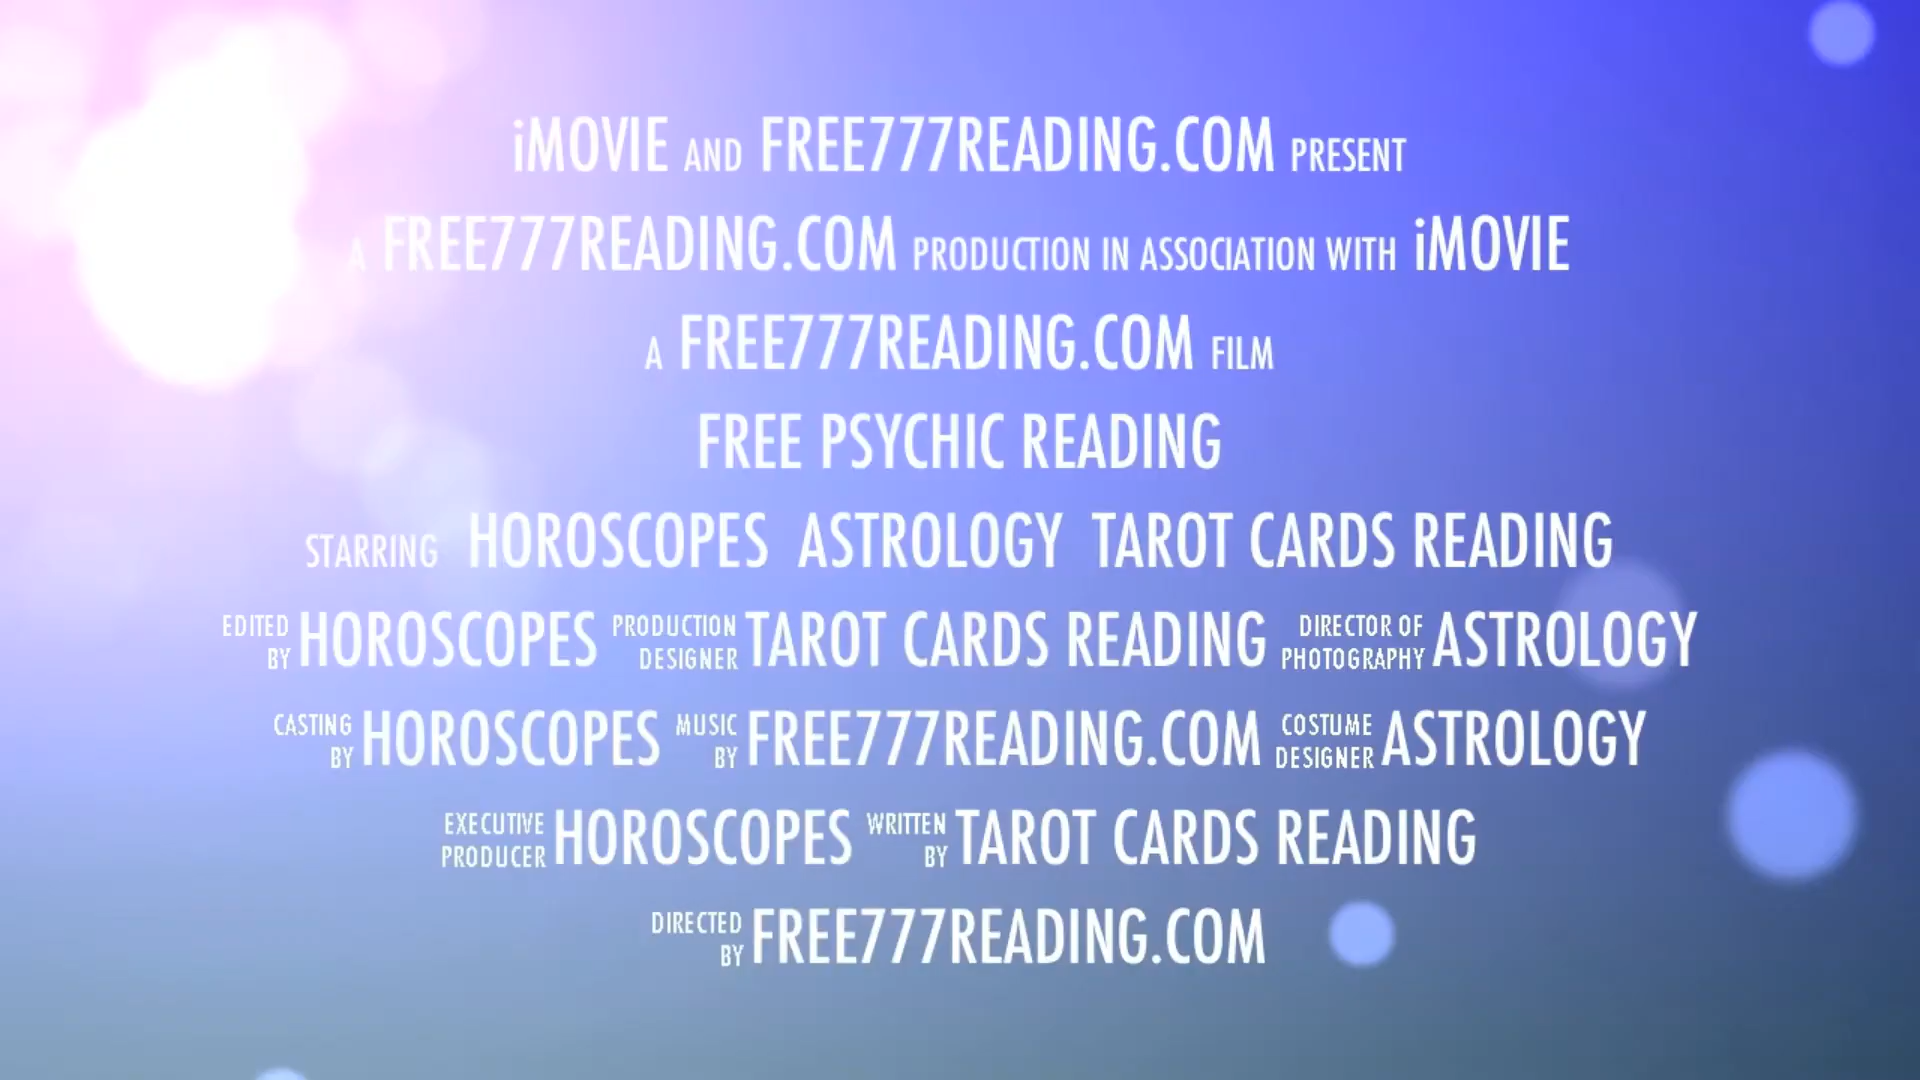 iMOVIE AND FREE777READING.COM PRESENT
A FREE777READING.COM PRODUCTION IN ASSOCIATION WITH iMOVIE
A FREE777READING.COM FILM
FREE PSYCHIC READING
STARRING HOROSCOPES ASTROLOGY TAROT CARDS READING
EDITED BY HOROSCOPES PRODUCTION DESIGNER TAROT CARDS READING DIRECTOR OF PHOTOGRAPHY ASTROLOGY
CASTING BY HOROSCOPES MUSIC BY FREE777READING.COM COSTUME DESIGNER ASTROLOGY
EXECUTIVE PRODUCER HOROSCOPES WRITTEN BY TAROT CARDS READING
DIRECTED BY FREE777READING.COM